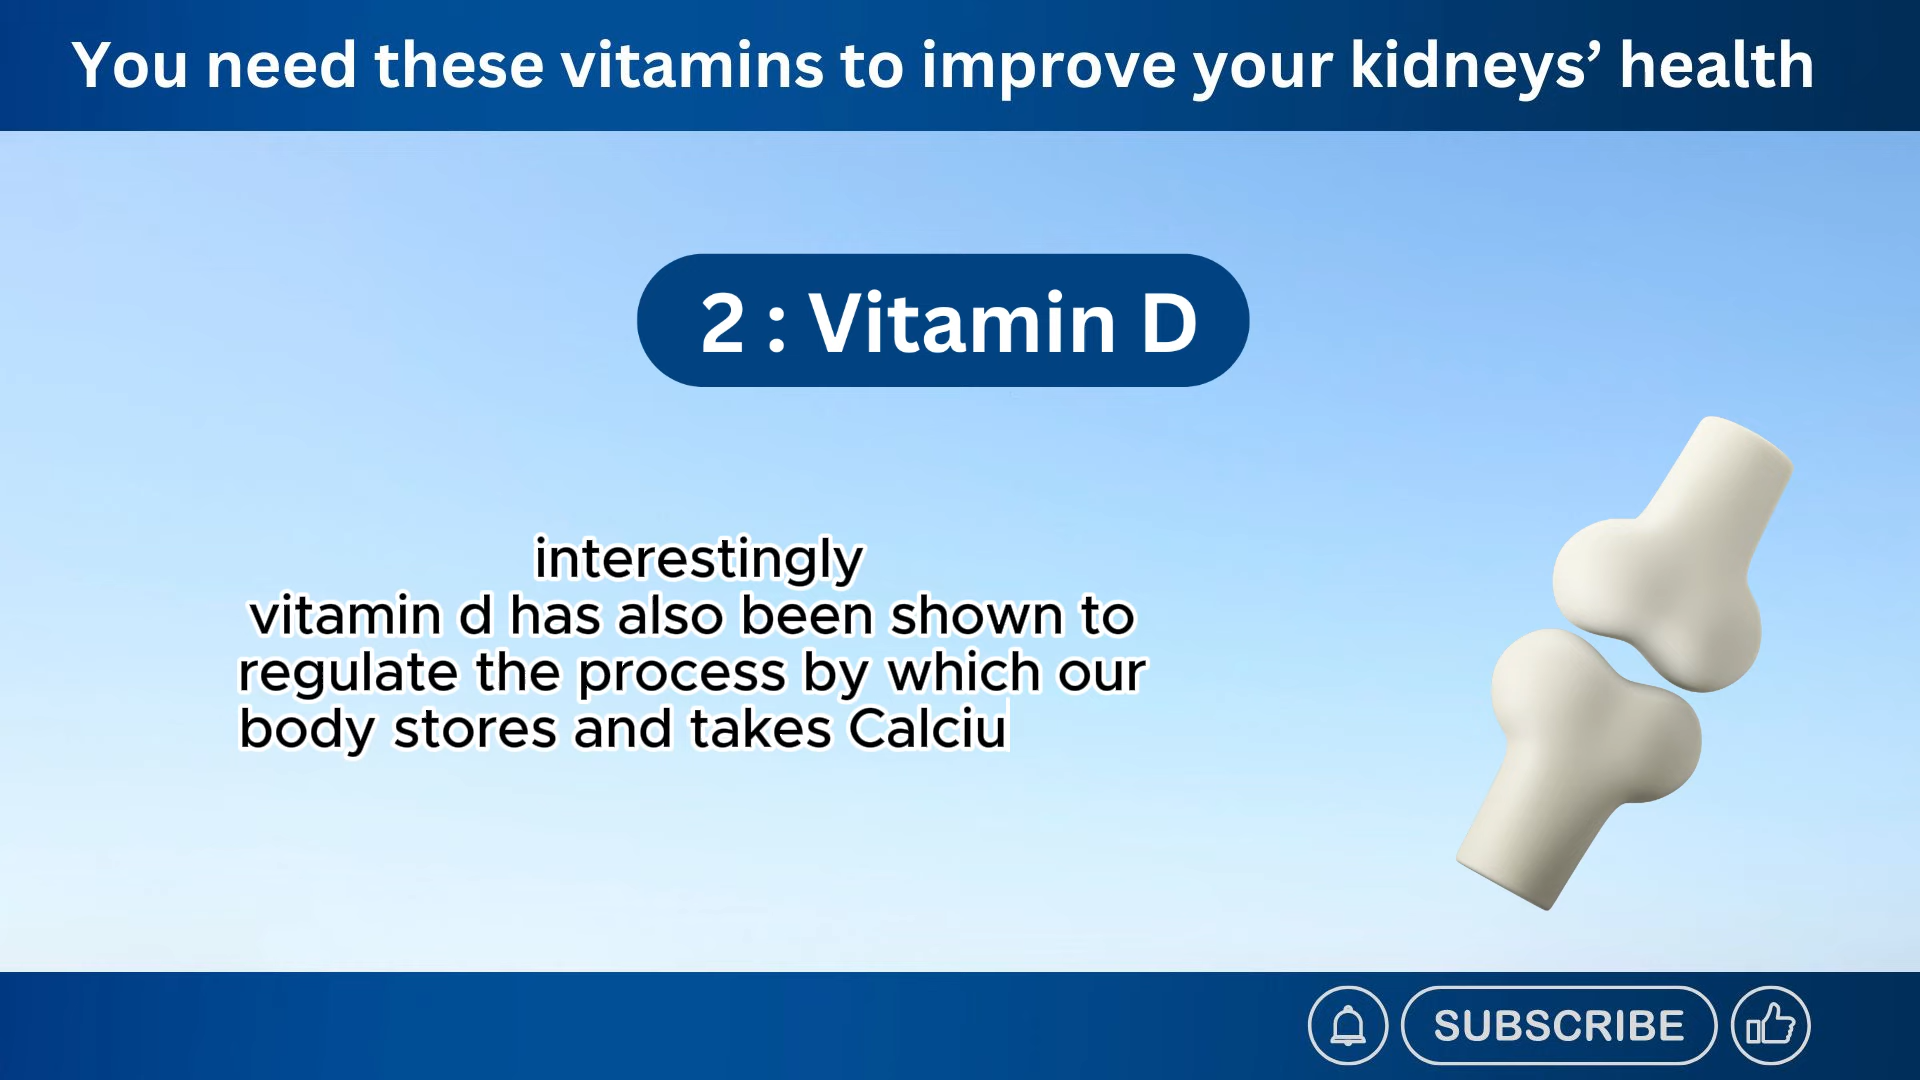 You need these vitamins to improve your kidneys’ health
2 : Vitamin D
interestingly
vitamin d has also been shown to
regulate the process by which our
body stores and takes Calciu
SUBSCRIBE